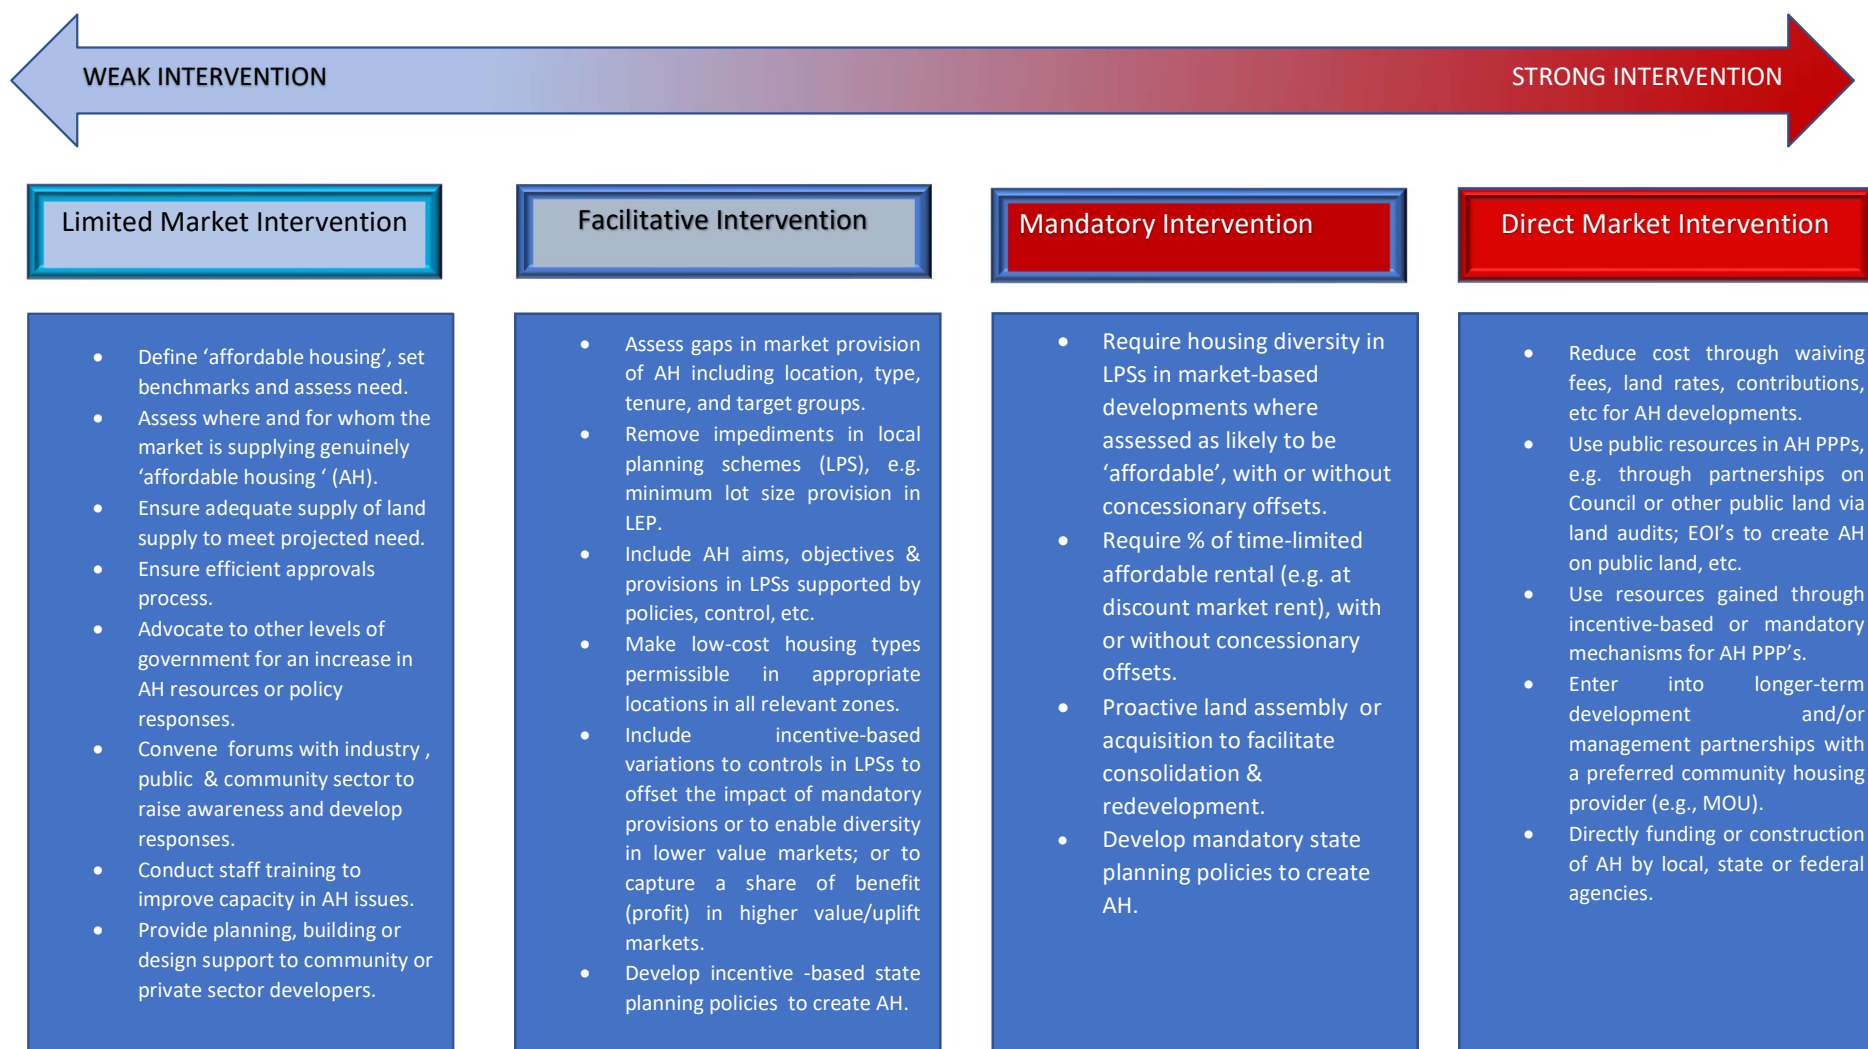 WEAK INTERVENTION
STRONG INTERVENTION
Limited Market Intervention
• Define ‘affordable housing’, set
benchmarks and assess need.
• Assess where and for whom the
market is supplying genuinely
‘affordable housing ‘ (AH).
• Ensure adequate supply of land
supply to meet projected need.
• Ensure efficient approvals
process.
• Advocate to other levels of
government for an increase in
AH resources or policy
responses.
• Convene forums with industry ,
public & community sector to
raise awareness and develop
responses.
• Conduct staff training to
improve capacity in AH issues.
• Provide planning, building or
design support to community or
private sector developers.
Facilitative Intervention
• Assess gaps in market provision
of AH including location, type,
tenure, and target groups.
• Remove impediments in local
planning schemes (LPS), e.g.
minimum lot size provision in
LEP.
• Include AH aims, objectives &
provisions in LPSs supported by
policies, control, etc.
• Make low-cost housing types
permissible in appropriate
locations in all relevant zones.
• Include incentive-based
variations to controls in LPSs to
offset the impact of mandatory
provisions or to enable diversity
in lower value markets; or to
capture a share of benefit
(profit) in higher value/uplift
markets.
• Develop incentive -based state
planning policies to create AH.
Mandatory Intervention
• Require housing diversity in
LPSs in market-based
developments where
assessed as likely to be
‘affordable’, with or without
concessionary offsets.
• Require % of time-limited
affordable rental (e.g. at
discount market rent), with
or without concessionary
offsets.
• Proactive land assembly or
acquisition to facilitate
consolidation &
redevelopment.
• Develop mandatory state
planning policies to create
AH.
Direct Market Intervention
• Reduce cost through waiving
fees, land rates, contributions,
etc for AH developments.
• Use public resources in AH PPPs,
e.g. through partnerships on
Council or other public land via
land audits; EOI’s to create AH
on public land, etc.
• Use resources gained through
incentive-based or mandatory
mechanisms for AH PPP’s.
• Enter into longer-term
development and/or
management partnerships with
a preferred community housing
provider (e.g., MOU).
• Directly funding or construction
of AH by local, state or federal
agencies.